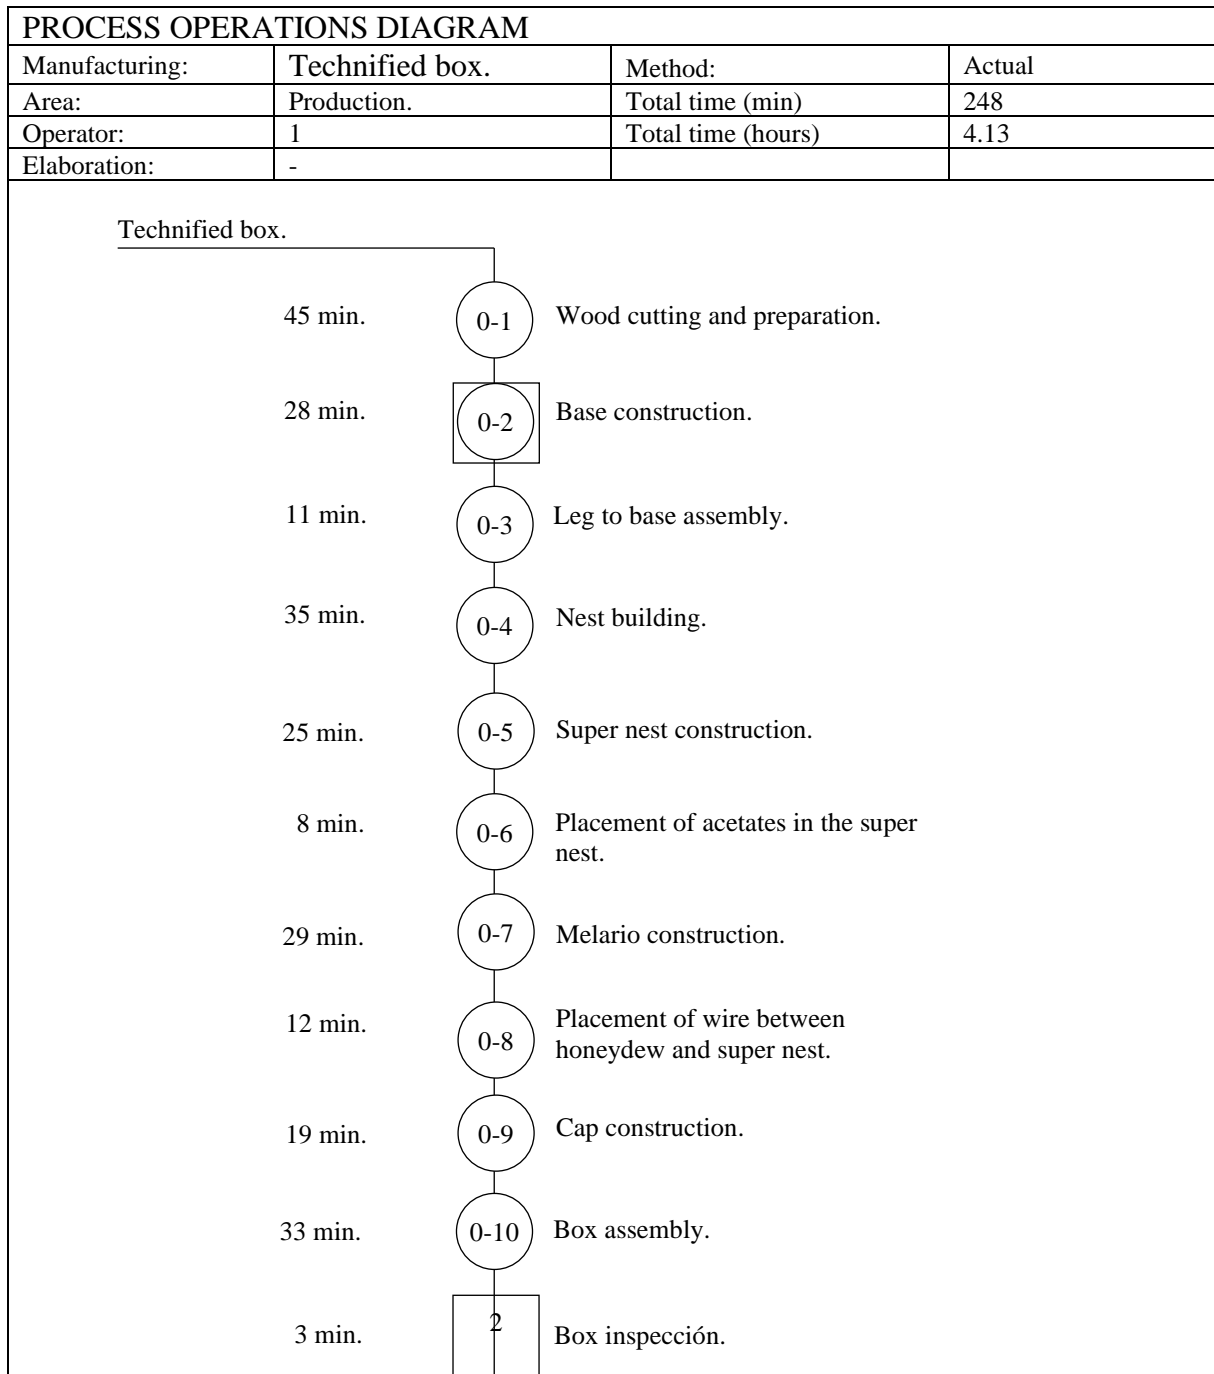 PROCESS OPERATIONS DIAGRAM
Manufacturing: Technified box. Method: Actual
Area: Production. Total time (min) 248
Operator: 1 Total time (hours) 4.13
Elaboration: -
Technified box.
45 min. 0-1 Wood cutting and preparation.
28 min. 0-2 Base construction.
11 min. 0-3 Leg to base assembly.
35 min. 0-4 Nest building.
25 min. 0-5 Super nest construction.
8 min. 0-6 Placement of acetates in the super
nest.
29 min. 0-7 Melario construction.
12 min. 0-8 Placement of wire between
honeydew and super nest.
19 min. 0-9 Cap construction.
33 min. 0-10 Box assembly.
3 min. 2 Box inspección.